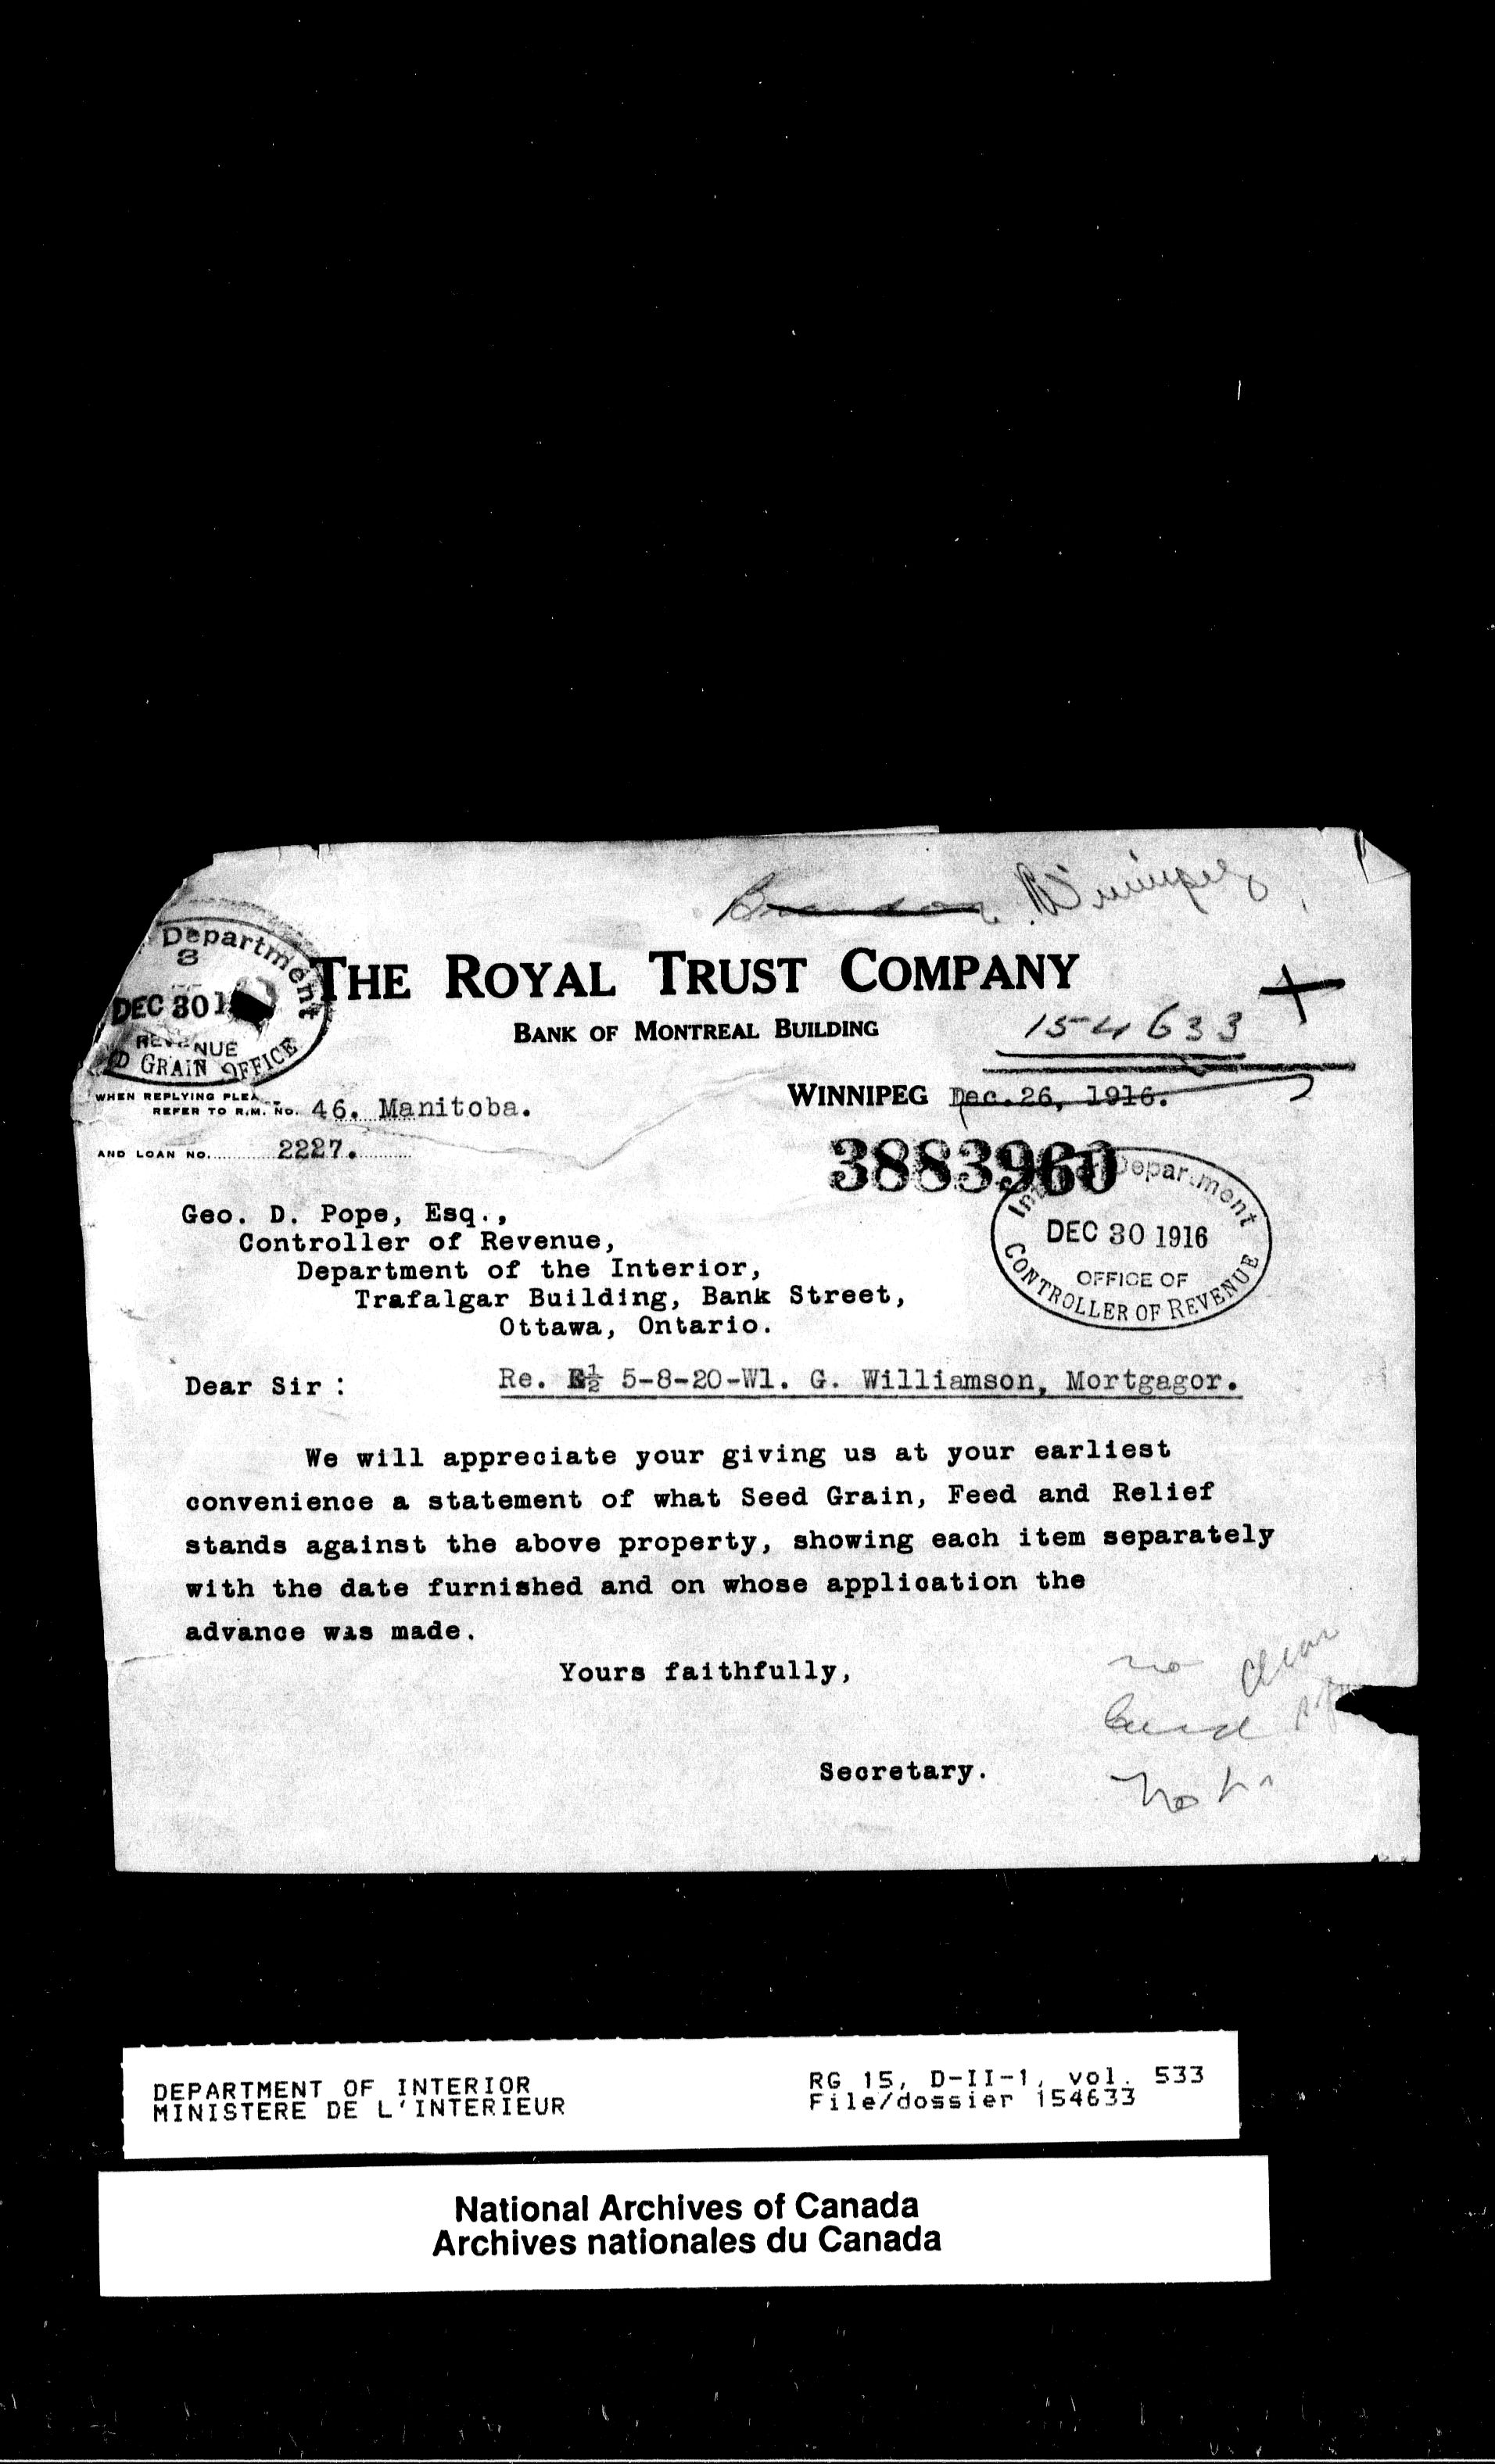 Brandon Winnipeg
Department
8
DEC 30 1
REVENUE
D GRAIN OFFICE
THE ROYAL TRUST COMPANY
BANK OF MONTREAL BUILDING
154633
WHEN REPLYING PLEA
REFER TO R.M. No. 46. Manitoba.
WINNIPEG Dec. 26, 1916.
AND LOAN NO. 2227.
3883960
Department
DEC 30 1916
OFFICE OF
CONTROLLER OF REVENUE
Geo. D. Pope, Esq.,
Controller of Revenue,
Department of the Interior,
Trafalgar Building, Bank Street,
Ottawa, Ontario.
Dear Sir : Re. E½ 5-8-20-W1. G. Williamson, Mortgagor.
We will appreciate your giving us at your earliest
convenience a statement of what Seed Grain, Feed and Relief
stands against the above property, showing each item separately
with the date furnished and on whose application the
advance was made.
Yours faithfully,
Secretary.
no
DEPARTMENT OF INTERIOR
MINISTERE DE L'INTERIEUR
RG 15, D-II-1, vol. 533
File/dossier 154633
National Archives of Canada
Archives nationales du Canada